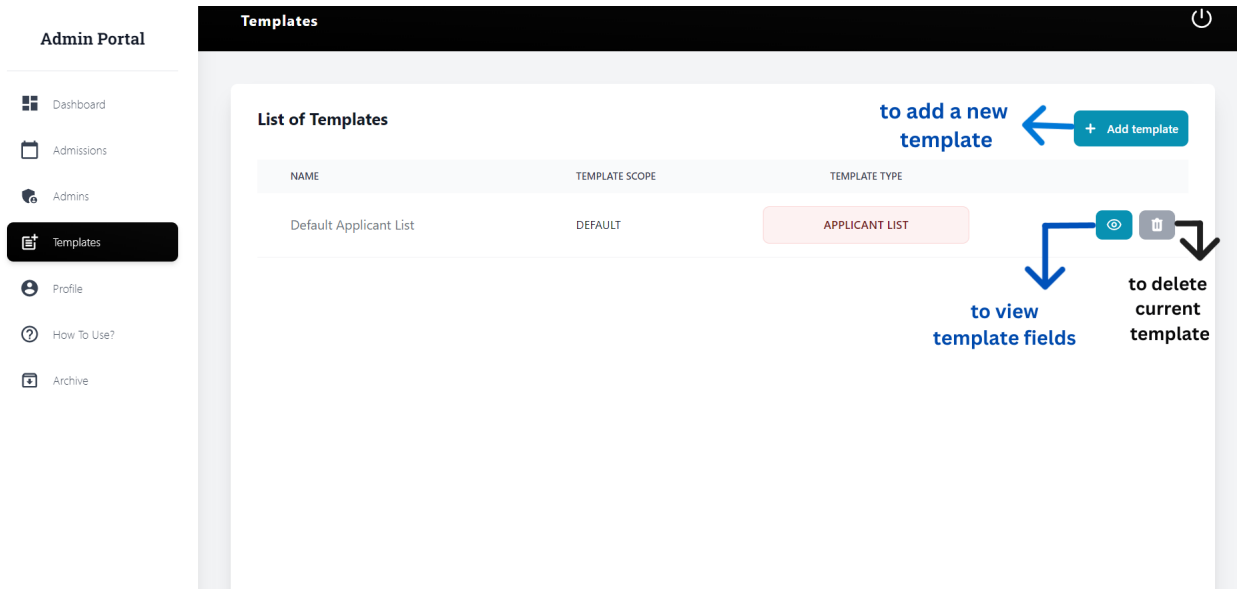 Templates
Admin Portal
Dashboard
Admissions
Admins
Templates
Profile
How To Use?
Archive
List of Templates
to add a new
template
+ Add template
NAME TEMPLATE SCOPE TEMPLATE TYPE
Default Applicant List DEFAULT APPLICANT LIST
to view
template fields
to delete
current
template